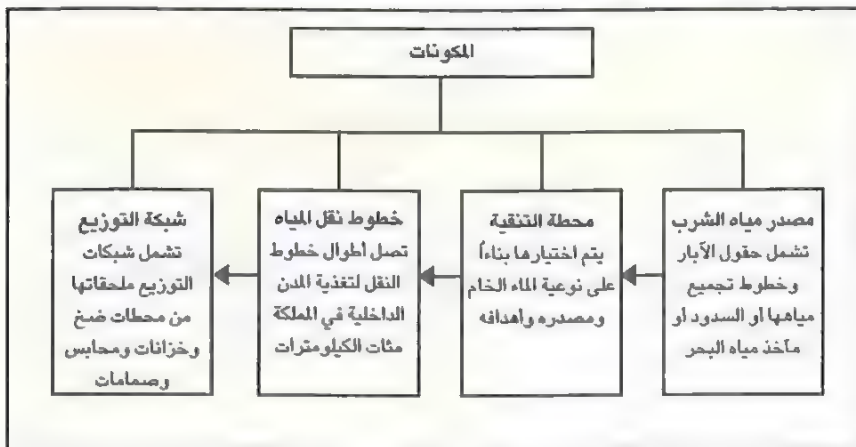 المكونات
مصدر مياه الشرب
تشمل حقول الآبار
وخطوط تجميع
مياهها أو السدود أو
مآخذ مياه البحر
محطة التنقية
يتم اختيارها بناءاً
على نوعية الماء الخام
ومصدره وأهدافه
خطوط نقل المياه
تصل أطوال خطوط
النقل لتغذية المدن
الداخلية في المملكة
مئات الكيلومترات
شبكة التوزيع
تشمل شبكات
التوزيع ملحقاتها
من محطات ضخ
وخزانات ومحابس
وصمامات